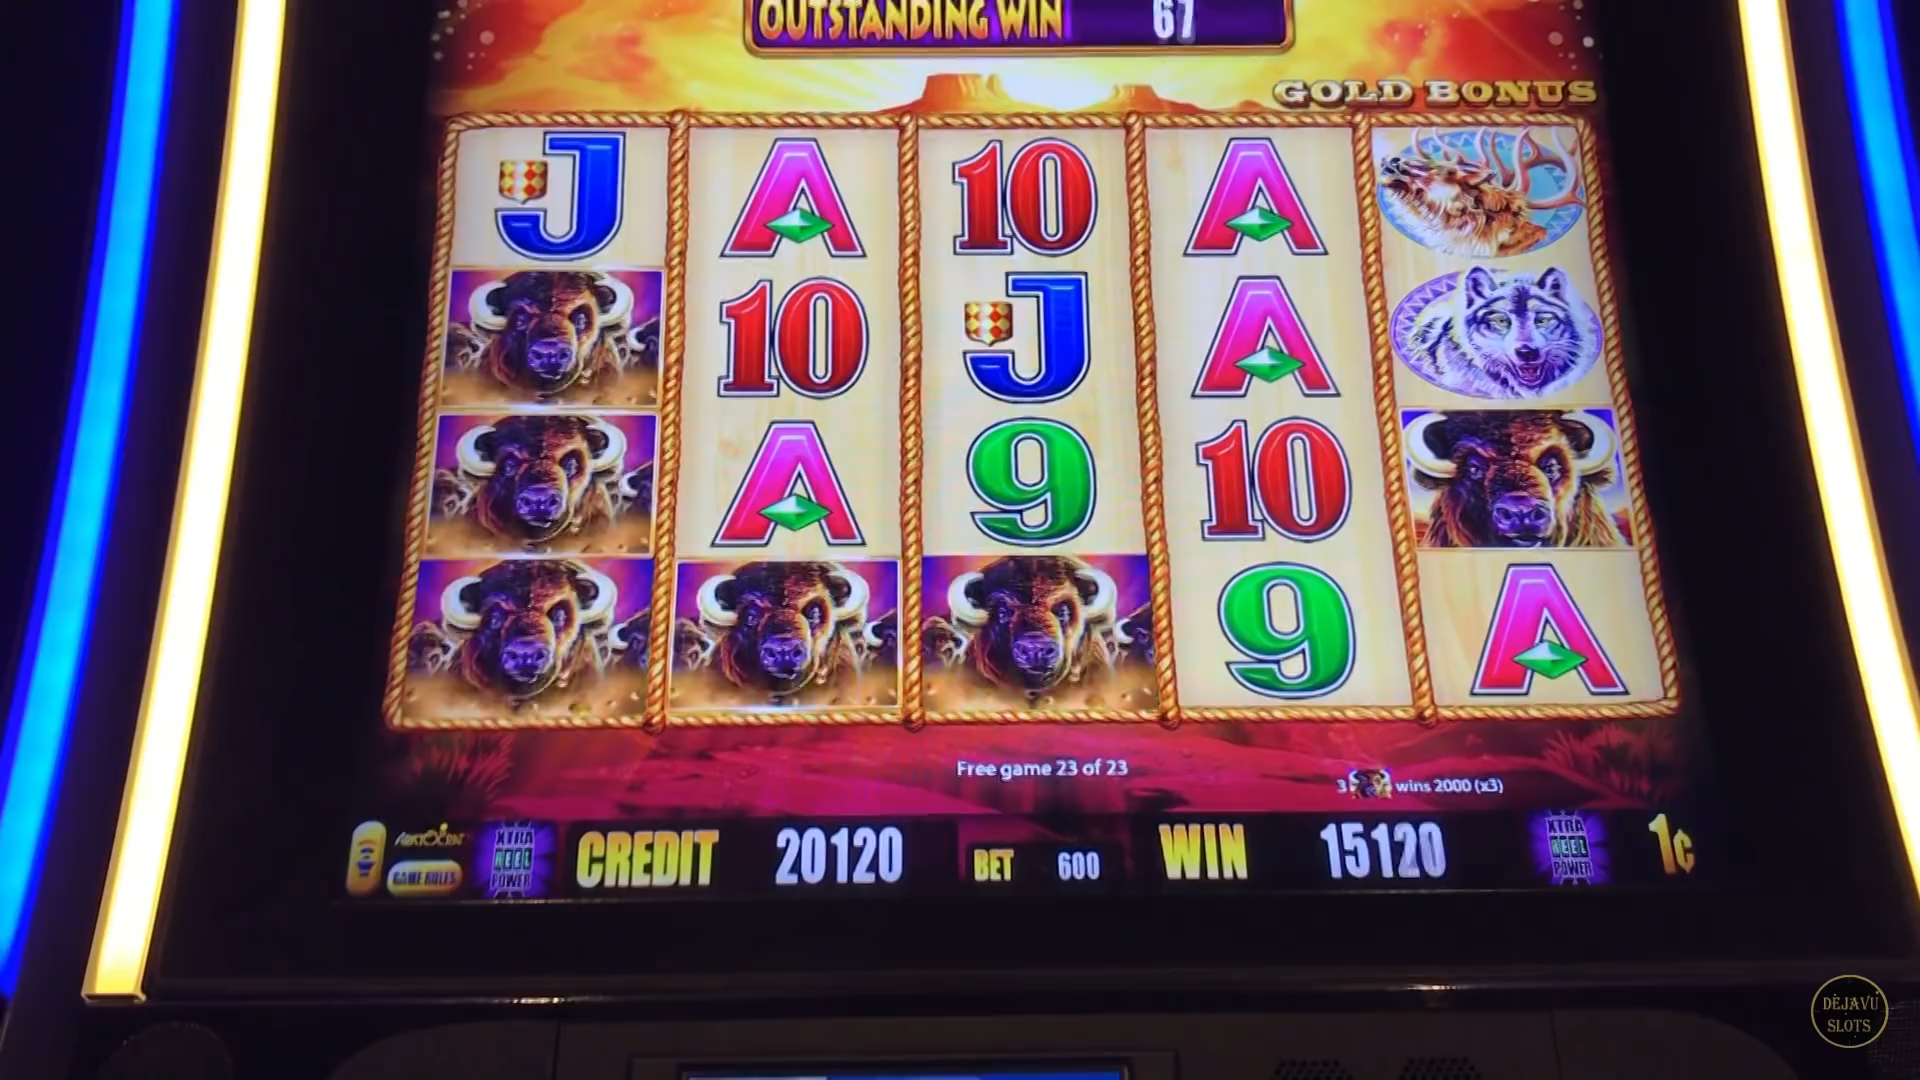 OUTSTANDING WIN 67
GOLD BONUS
J A 10 A
10 J A
A 9 10
9 A
Free game 23 of 23
3 wins 2000 (x3)
ARISTOCRAT
GAME RULES
XTRA
REEL
POWER
CREDIT 20120 BET 600 WIN 15120
XTRA
REEL
POWER
1¢
DÉJAVU
SLOTS